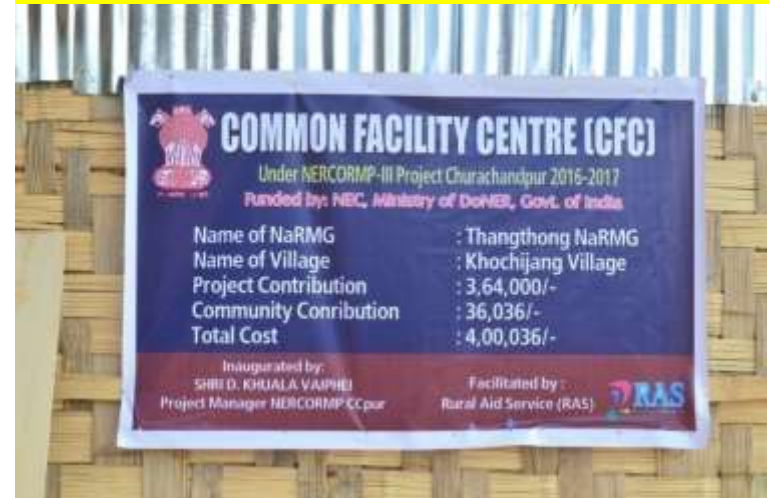 COMMON FACILITY CENTRE (CFC)
Under NERCORMP-III Project Churachandpur 2016-2017
Funded by: NEC, Ministry of DoNER, Govt. of India
Name of NaRMG : Thangthong NaRMG
Name of Village : Khochijang Village
Project Contribution : 3,64,000/-
Community Conribution : 36,036/-
Total Cost : 4,00,036/-
Inaugurated by:
SHRI D. KHUALA VAIPHEI
Project Manager NERCORMP CCpur
Facilitated by :
Rural Aid Service (RAS)
RAS